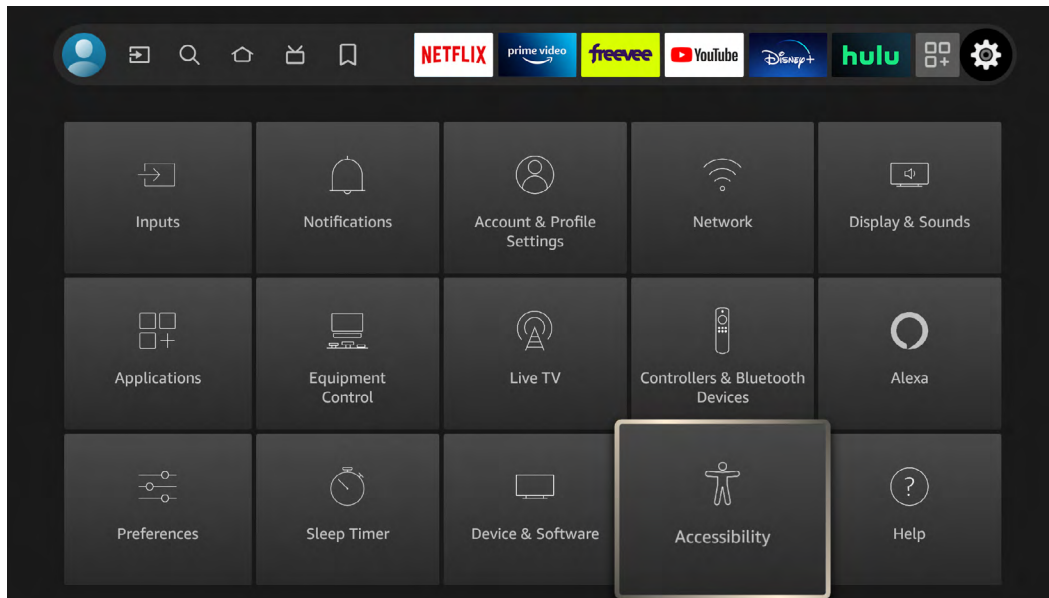 NETFLIX
prime video
freevee
YouTube
Disney+
hulu
Inputs
Notifications
Account & Profile
Settings
Network
Display & Sounds
Applications
Equipment
Control
Live TV
Controllers & Bluetooth
Devices
Alexa
Preferences
Sleep Timer
Device & Software
Accessibility
?
Help